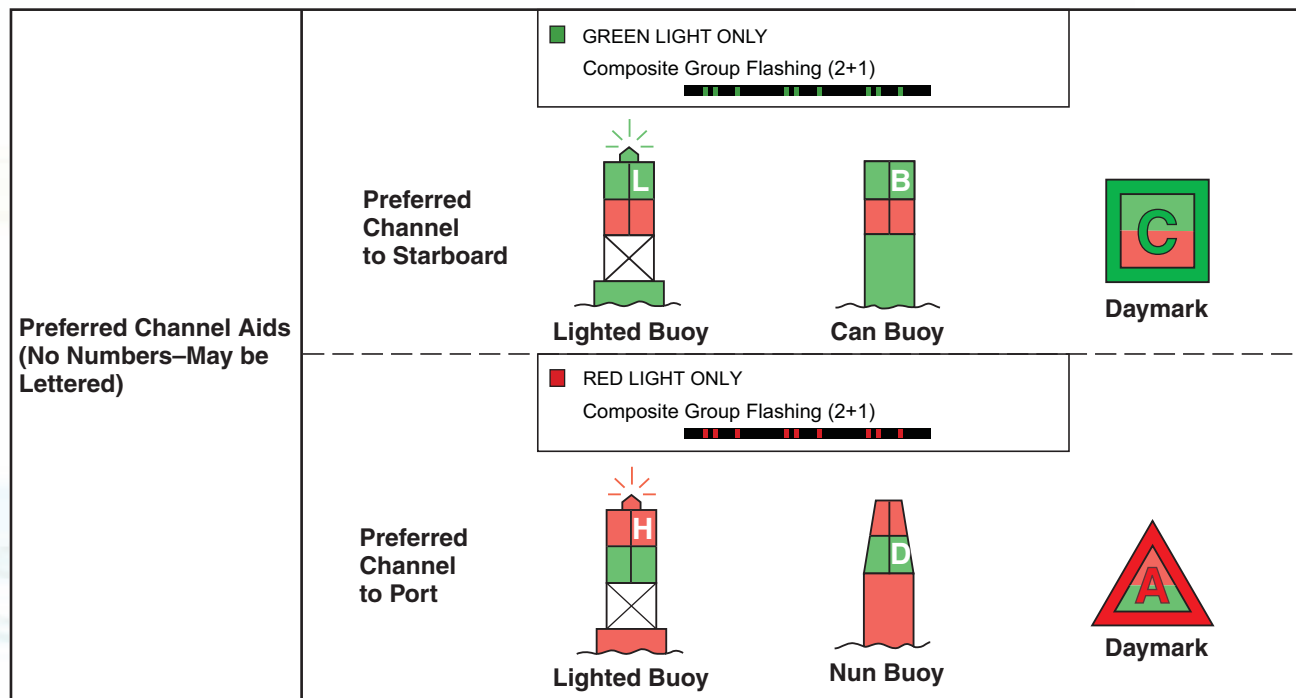 Preferred Channel Aids
(No Numbers–May be
Lettered)
GREEN LIGHT ONLY
Composite Group Flashing (2+1)
Preferred
Channel
to Starboard
L
B
C
Lighted Buoy
Can Buoy
Daymark
RED LIGHT ONLY
Composite Group Flashing (2+1)
Preferred
Channel
to Port
H
D
A
Lighted Buoy
Nun Buoy
Daymark